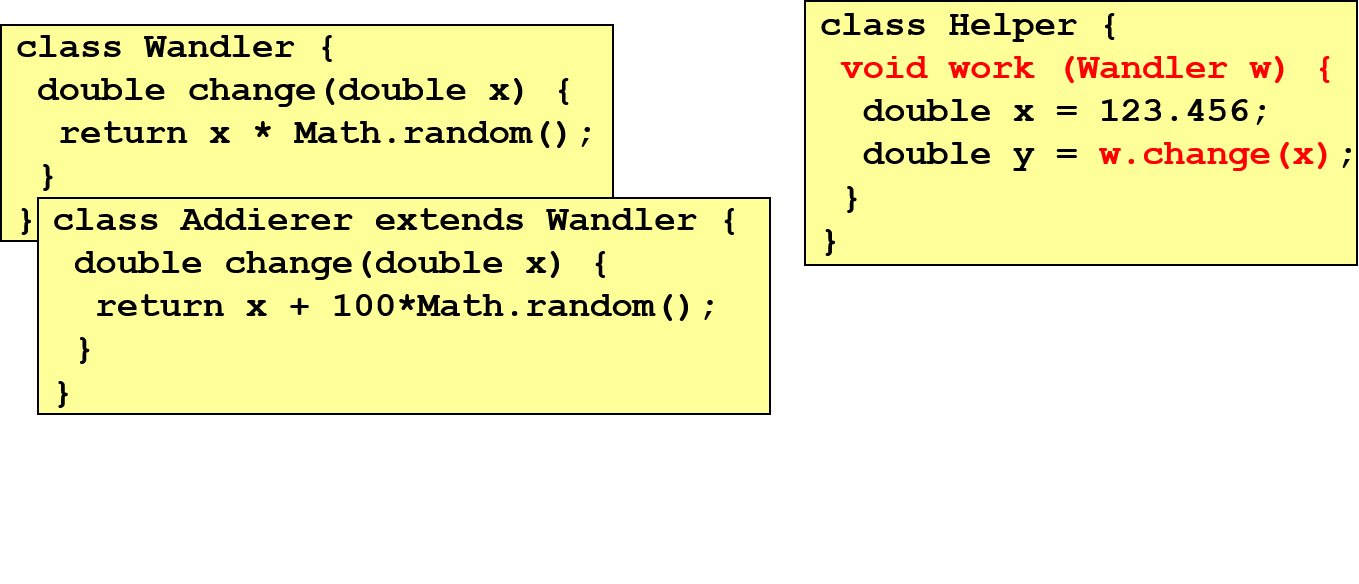 class Wandler {
double change(double x) {
return x * Math.random();
}
}
class Addierer extends Wandler {
double change(double x) {
return x + 100*Math.random();
}
}
class Helper {
void work (Wandler w) {
double x = 123.456;
double y = w.change(x);
}
}